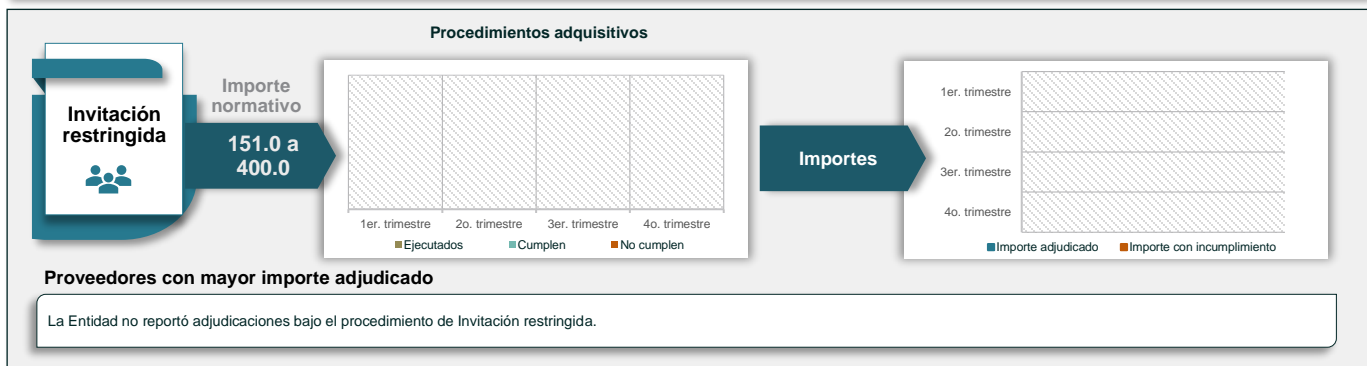 Procedimientos adquisitivos
Invitación
restringida
Importe
normativo
151.0 a
400.0
1er. trimestre 2o. trimestre 3er. trimestre 4o. trimestre
Ejecutados Cumplen No cumplen
Importes
1er. trimestre
2o. trimestre
3er. trimestre
4o. trimestre
Importe adjudicado Importe con incumplimiento
Proveedores con mayor importe adjudicado
La Entidad no reportó adjudicaciones bajo el procedimiento de Invitación restringida.